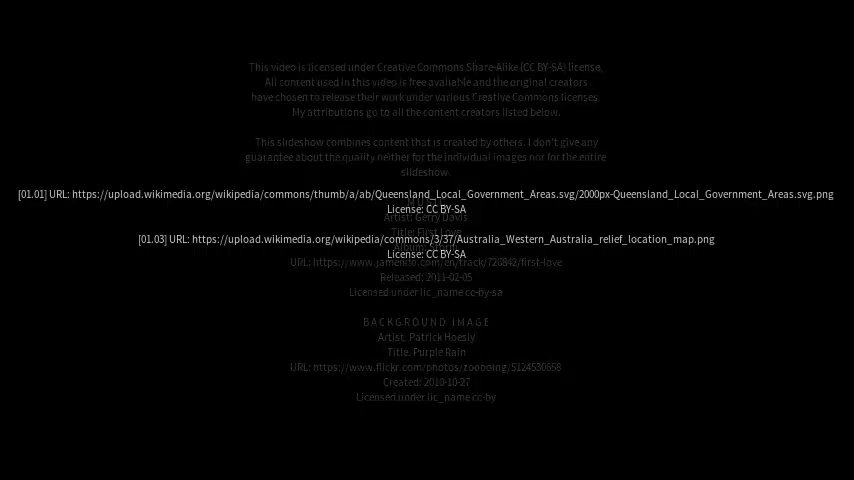 This video is licensed under Creative Commons Share-Alike (CC BY-SA) license.
All content used in this video is free available and the original creators
have chosen to release their work under various Creative Commons licenses.
My attributions go to all the content creators listed below.
This slideshow combines content that is created by others. I don't give any
guarantee about the quality neither for the individual images nor for the entire
slideshow.
[01.01] URL: https://upload.wikimedia.org/wikipedia/commons/thumb/a/ab/Queensland_Local_Government_Areas.svg/2000px-Queensland_Local_Government_Areas.svg.png
License: CC BY-SA
Artist: Gerry Davis
Title: First Love
[01.03] URL: https://upload.wikimedia.org/wikipedia/commons/3/37/Australia_Western_Australia_relief_location_map.png
Album:
License: CC BY-SA
URL: https://www.jamendo.com/en/track/726842/first-love
Released: 2011-02-05
Licensed under lic_name cc-by-sa
BACKGROUND IMAGE
Artist: Patrick Hoesly
Title: Purple Rain
URL: https://www.flickr.com/photos/zooboing/5124530658
Created: 2010-10-27
Licensed under lic_name cc-by